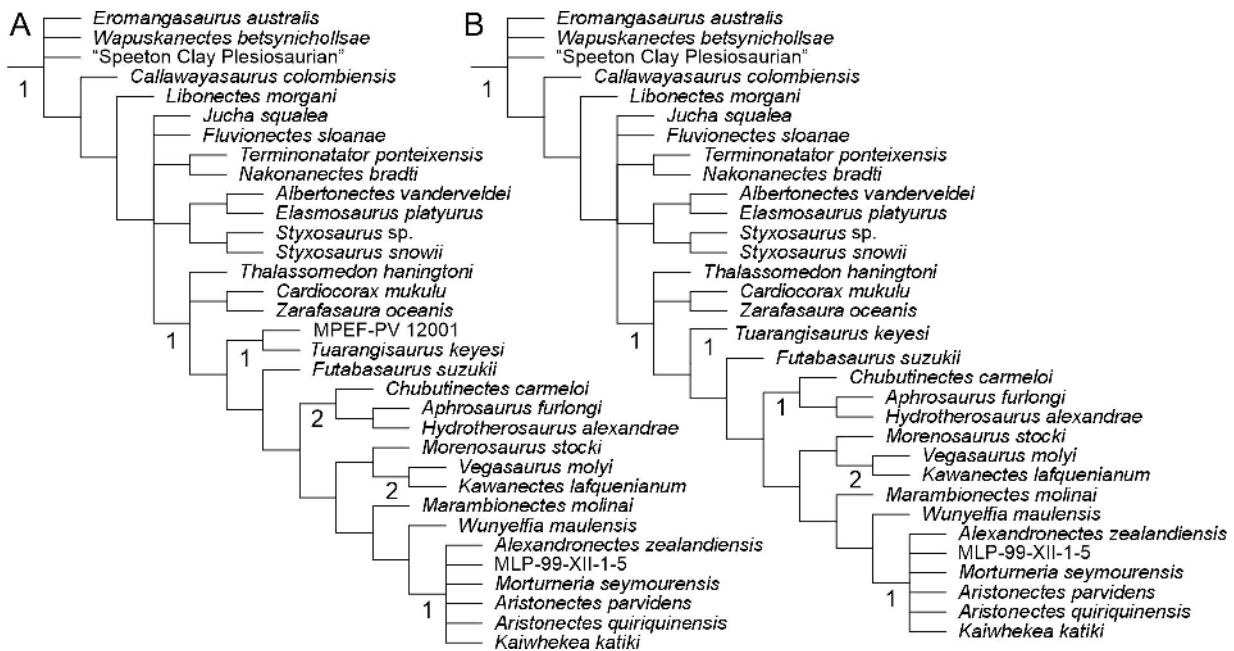 A
Eromangasaurus australis
Wapuskanectes betsynichollsae
"Speeton Clay Plesiosaurian"
1
Callawayasaurus colombiensis
Libonectes morgani
Jucha squalea
Fluvionectes sloanae
Terminonatator ponteixensis
Nakonanectes bradti
Albertonectes vanderveldei
Elasmosaurus platyurus
Styxosaurus sp.
Styxosaurus snowii
Thalassomedon haningtoni
Cardiocorax mukulu
Zarafasaura oceanis
1
MPEF-PV 12001
1
Tuarangisaurus keyesi
Futabasaurus suzukii
Chubutinectes carmeloi
2
Aphrosaurus furlongi
Hydrotherosaurus alexandrae
Morenosaurus stocki
Vegasaurus molyi
2
Kawanectes lafquenianum
Marambionectes molinai
Wunyelfia maulensis
Alexandronectes zealandiensis
MLP-99-XII-1-5
Morturneria seymourensis
1
Aristonectes parvidens
Aristonectes quiriquinensis
Kaiwhekea katiki
B
Eromangasaurus australis
Wapuskanectes betsynichollsae
"Speeton Clay Plesiosaurian"
1
Callawayasaurus colombiensis
Libonectes morgani
Jucha squalea
Fluvionectes sloanae
Terminonatator ponteixensis
Nakonanectes bradti
Albertonectes vanderveldei
Elasmosaurus platyurus
Styxosaurus sp.
Styxosaurus snowii
Thalassomedon haningtoni
Cardiocorax mukulu
Zarafasaura oceanis
1
Tuarangisaurus keyesi
1
Futabasaurus suzukii
Chubutinectes carmeloi
1
Aphrosaurus furlongi
Hydrotherosaurus alexandrae
Morenosaurus stocki
Vegasaurus molyi
2
Kawanectes lafquenianum
Marambionectes molinai
Wunyelfia maulensis
Alexandronectes zealandiensis
MLP-99-XII-1-5
Morturneria seymourensis
1
Aristonectes parvidens
Aristonectes quiriquinensis
Kaiwhekea katiki